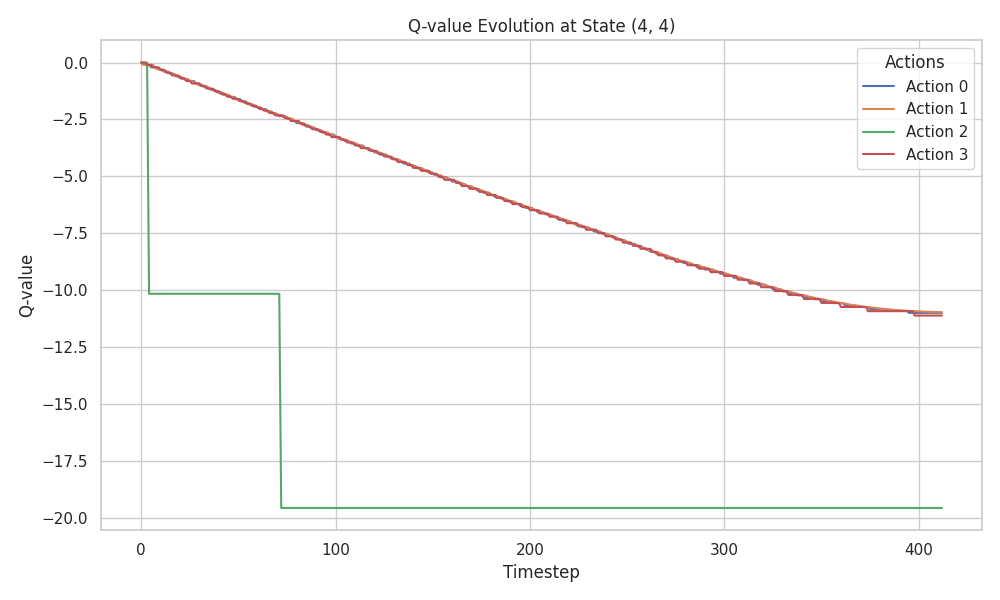 Q-value Evolution at State (4, 4)
Actions
Action 0
Action 1
Action 2
Action 3
Q-value
0.0
−2.5
−5.0
−7.5
−10.0
−12.5
−15.0
−17.5
−20.0
0 100 200 300 400
Timestep